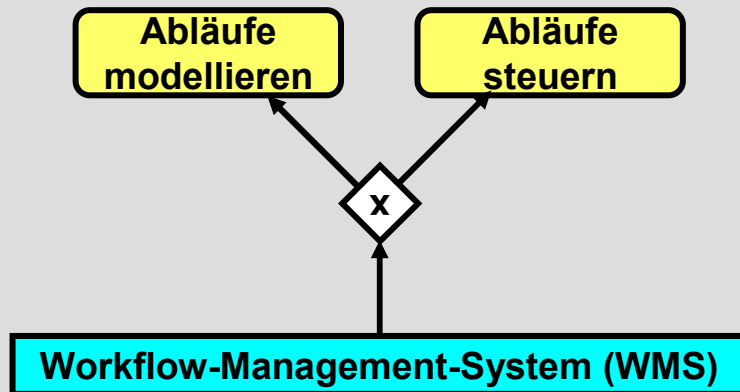 Abläufe
modellieren
Abläufe
steuern
x
Workflow-Management-System (WMS)